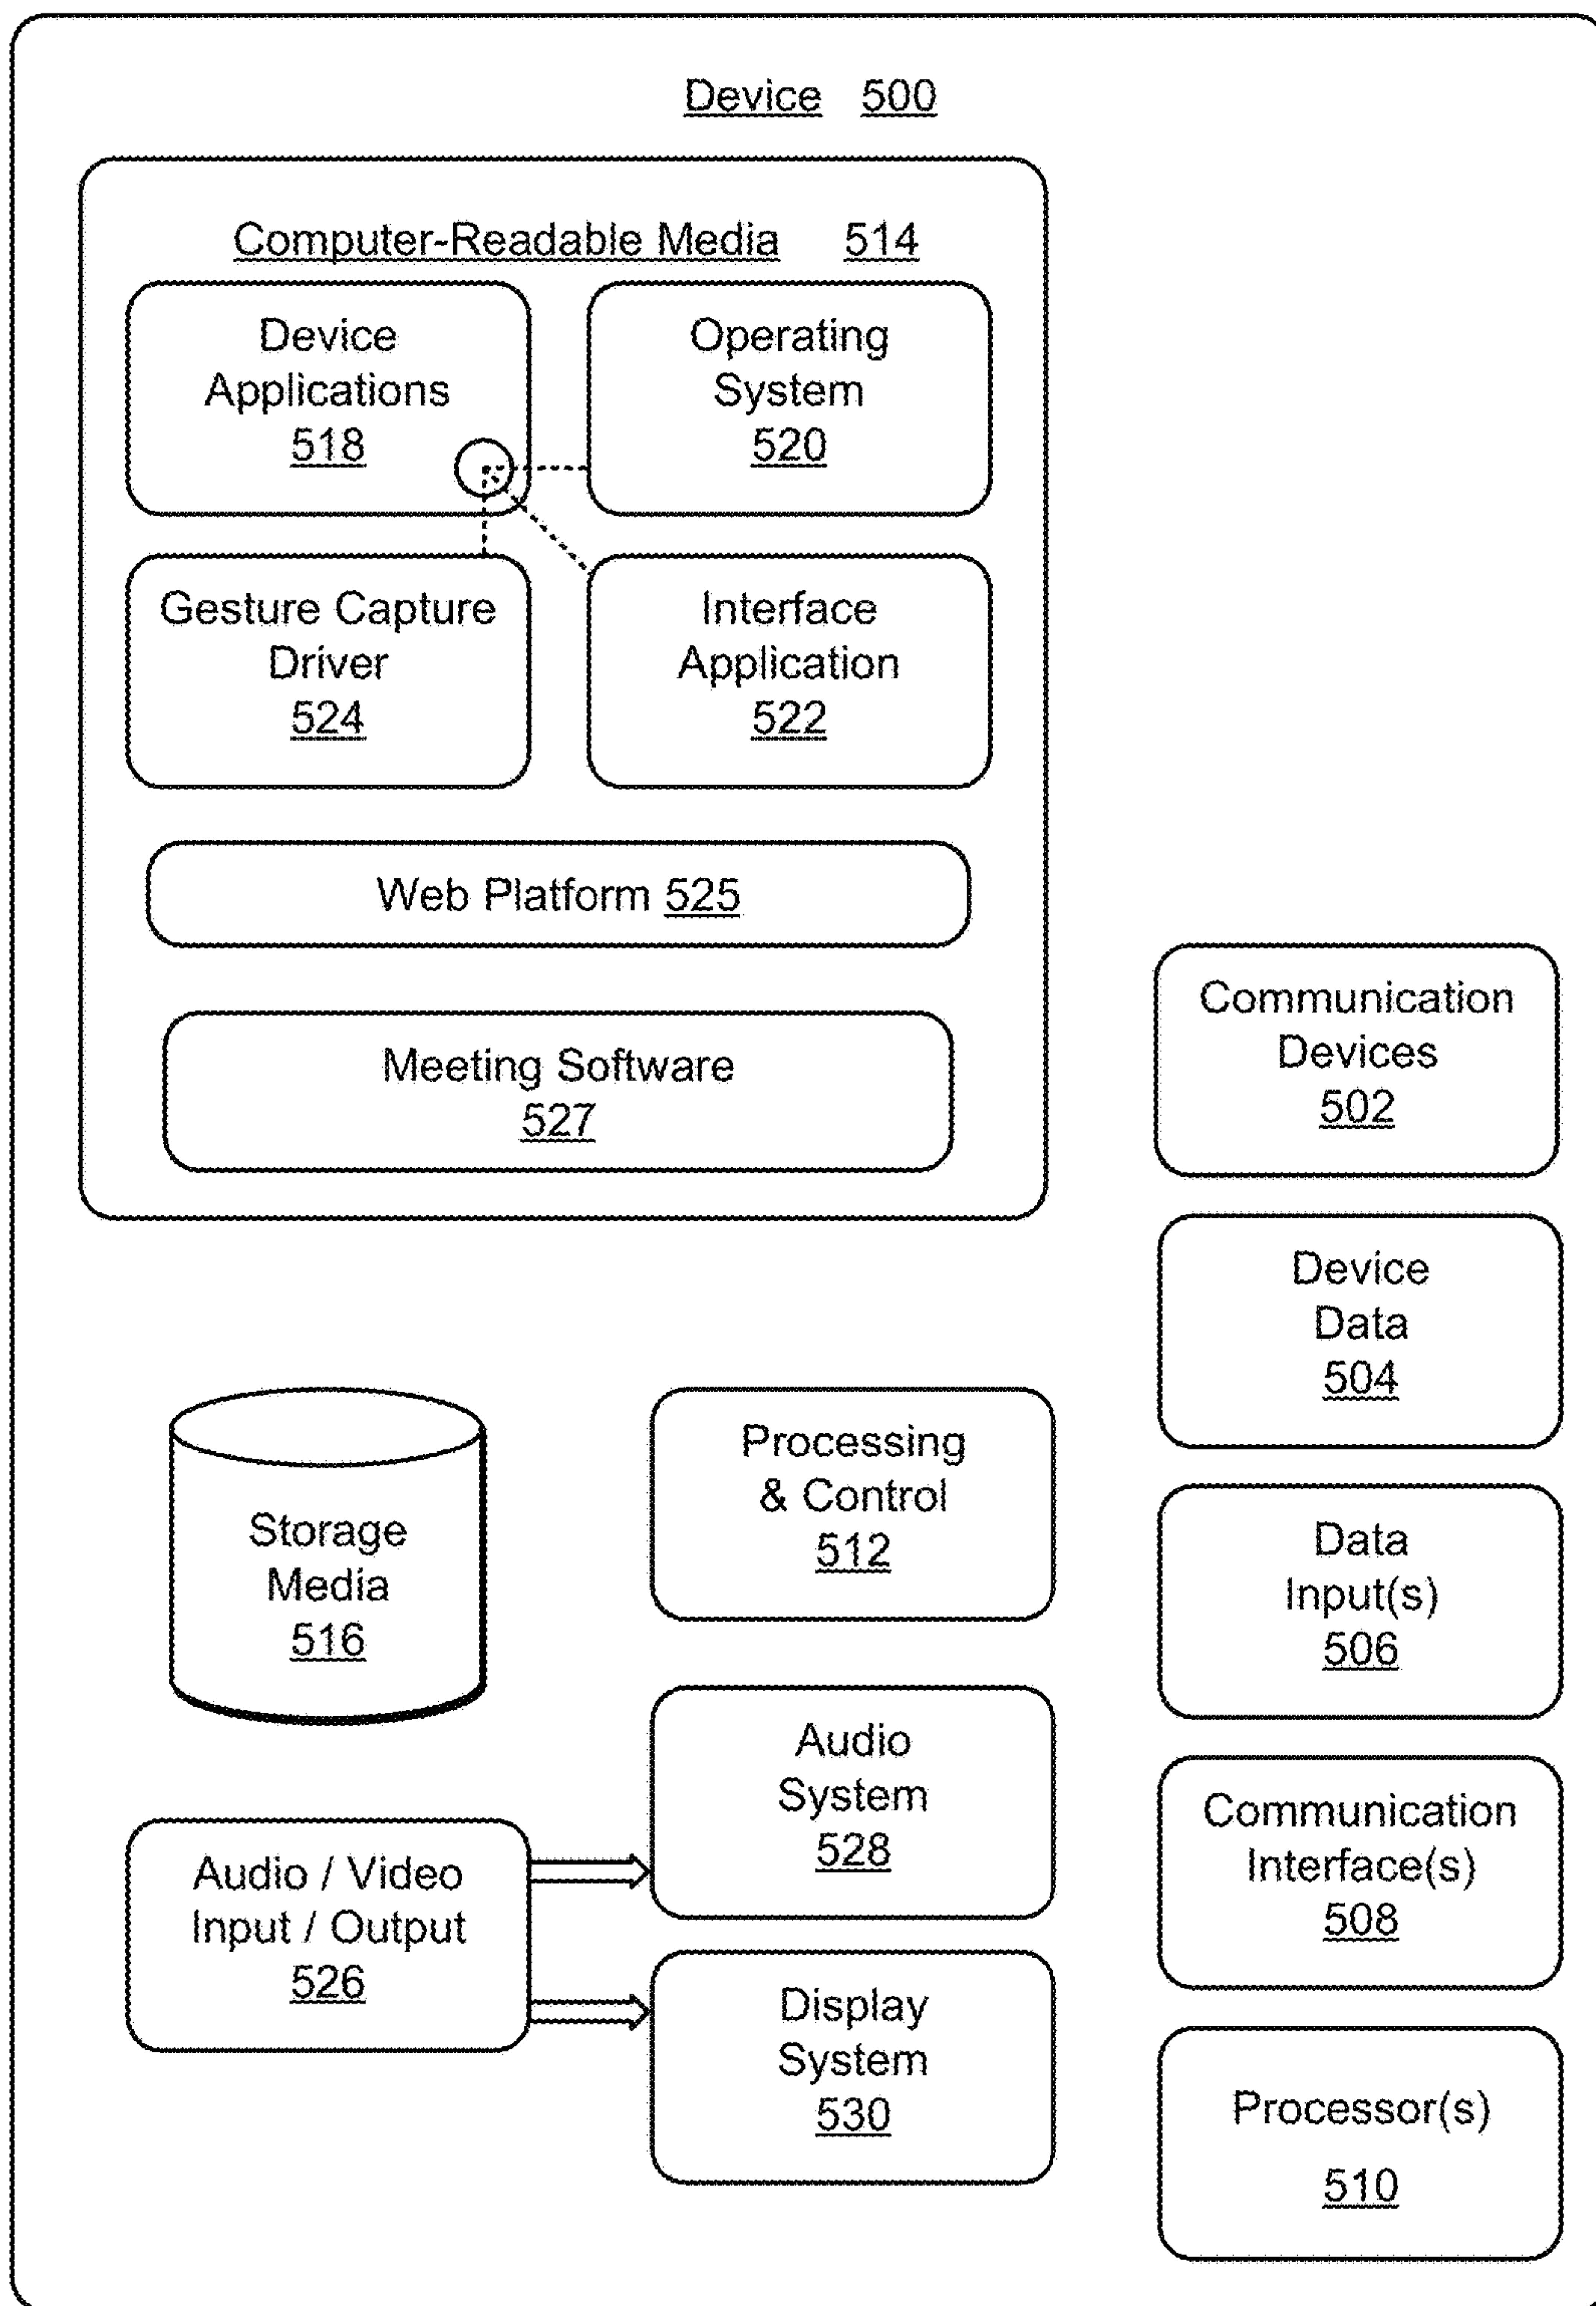 Device 500
Computer-Readable Media 514
Device
Applications
518
Operating
System
520
Gesture Capture
Driver
524
Interface
Application
522
Web Platform 525
Meeting Software
527
Communication
Devices
502
Device
Data
504
Storage
Media
516
Processing
& Control
512
Data
Input(s)
506
Audio / Video
Input / Output
526
Audio
System
528
Display
System
530
Communication
Interface(s)
508
Processor(s)
510